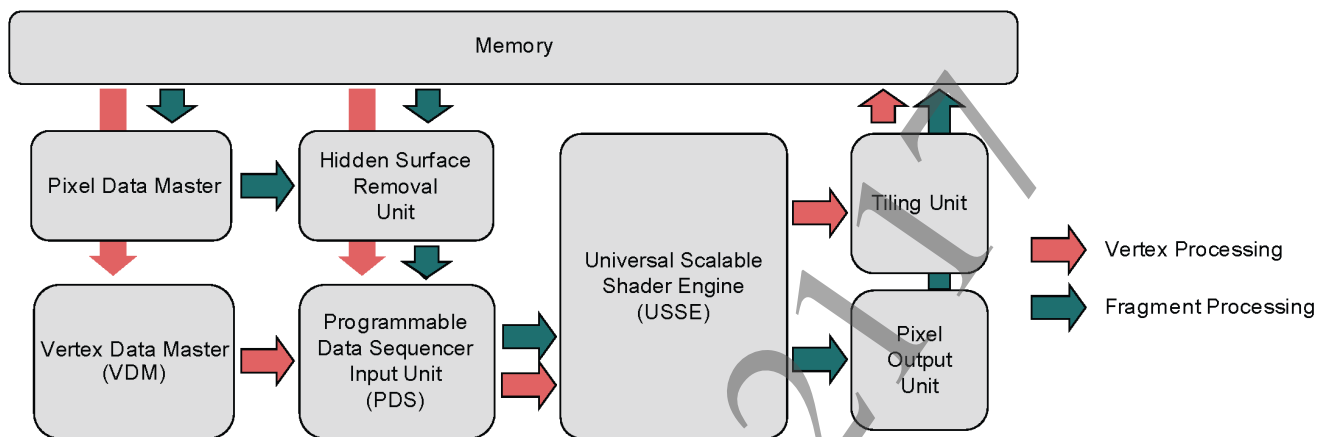 Memory
Pixel Data Master
Hidden Surface
Removal
Unit
Tiling Unit
Universal Scalable
Shader Engine
(USSE)
Vertex Data Master
(VDM)
Programmable
Data Sequencer
Input Unit
(PDS)
Pixel
Output
Unit
Vertex Processing
Fragment Processing